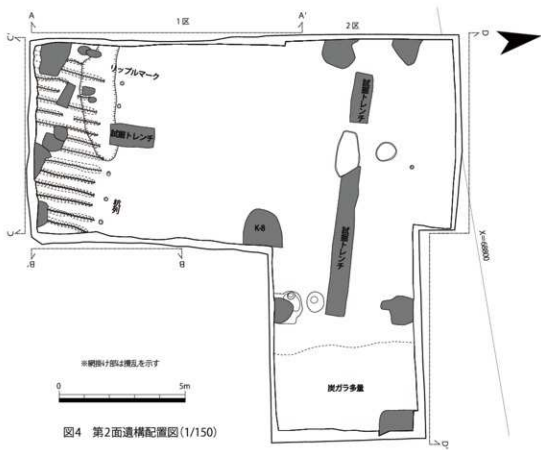 A
1区
A'
2区
D
C
リップルマーク
試掘トレンチ
試掘トレンチ
杭列
K-8
試掘トレンチ
X=68800
C'
B'
B
炭ガラ多量
※網掛け部は攪乱を示す
0
5m
D'
図4 第2面遺構配置図(1/150)